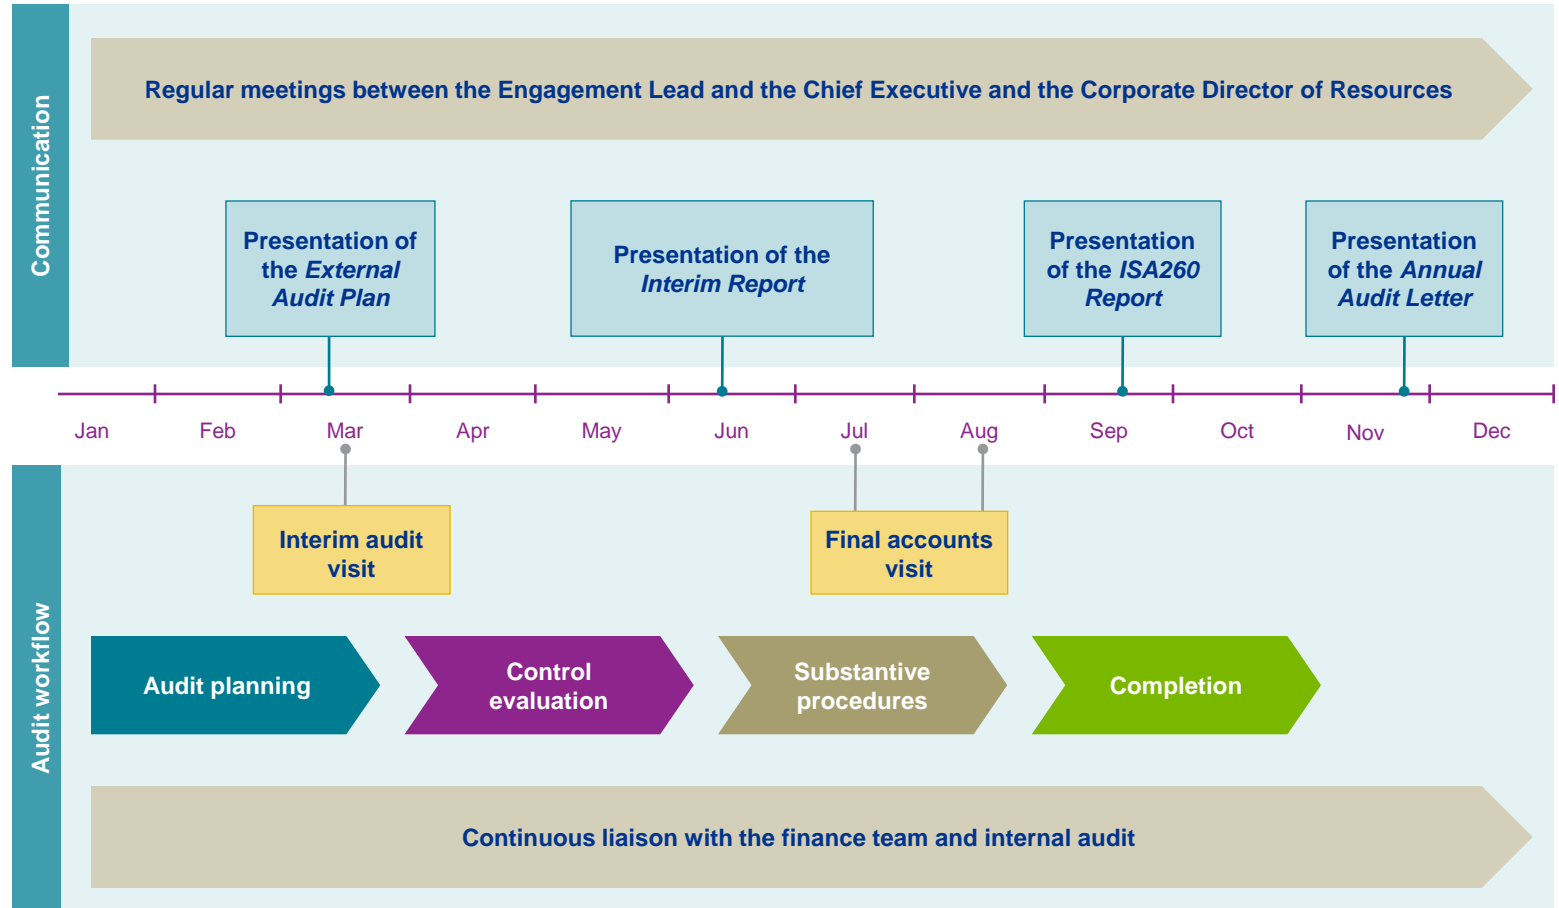 Communication
Regular meetings between the Engagement Lead and the Chief Executive and the Corporate Director of Resources
Presentation of
the External
Audit Plan
Presentation of the
Interim Report
Presentation
of the ISA260
Report
Presentation
of the Annual
Audit Letter
Jan Feb Mar Apr May Jun Jul Aug Sep Oct Nov Dec
Audit workflow
Interim audit
visit
Final accounts
visit
Audit planning
Control
evaluation
Substantive
procedures
Completion
Continuous liaison with the finance team and internal audit